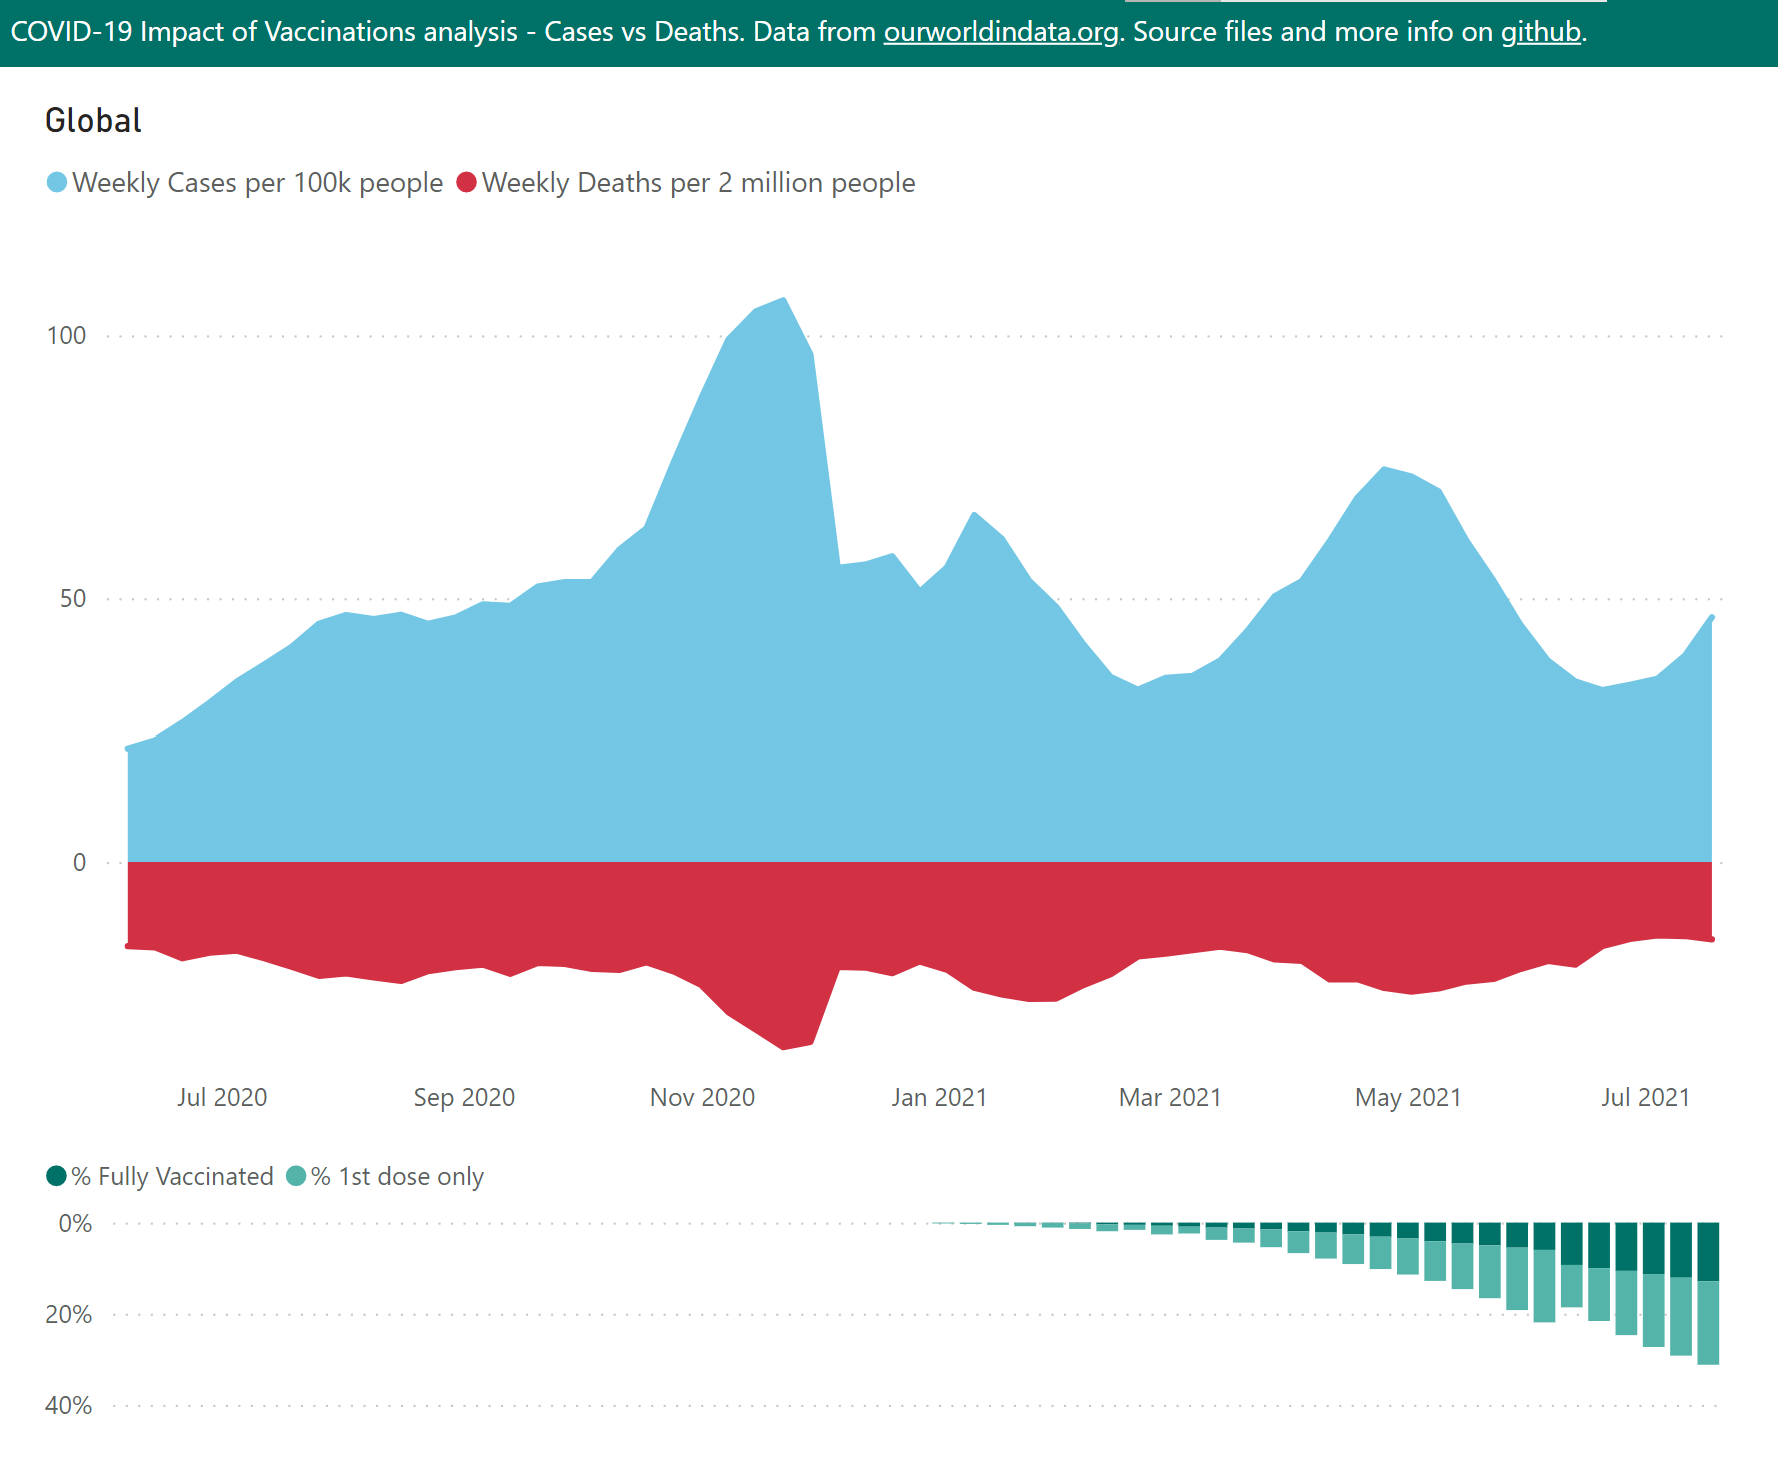 COVID-19 Impact of Vaccinations analysis - Cases vs Deaths. Data from ourworldindata.org. Source files and more info on github.
Global
Weekly Cases per 100k people Weekly Deaths per 2 million people
100
50
0
Jul 2020 Sep 2020 Nov 2020 Jan 2021 Mar 2021 May 2021 Jul 2021
% Fully Vaccinated % 1st dose only
0%
20%
40%